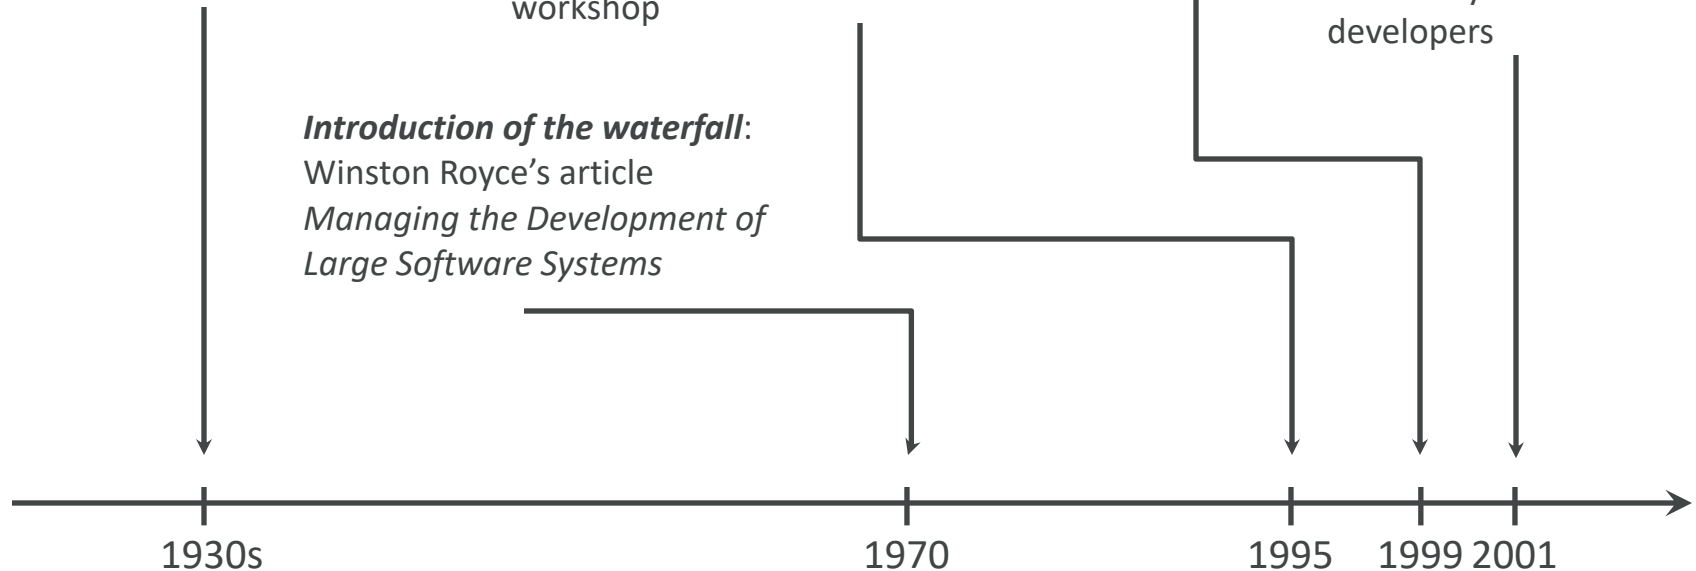 workshop
developers
Introduction of the waterfall:
Winston Royce’s article
Managing the Development of
Large Software Systems
1930s
1970
1995
1999
2001